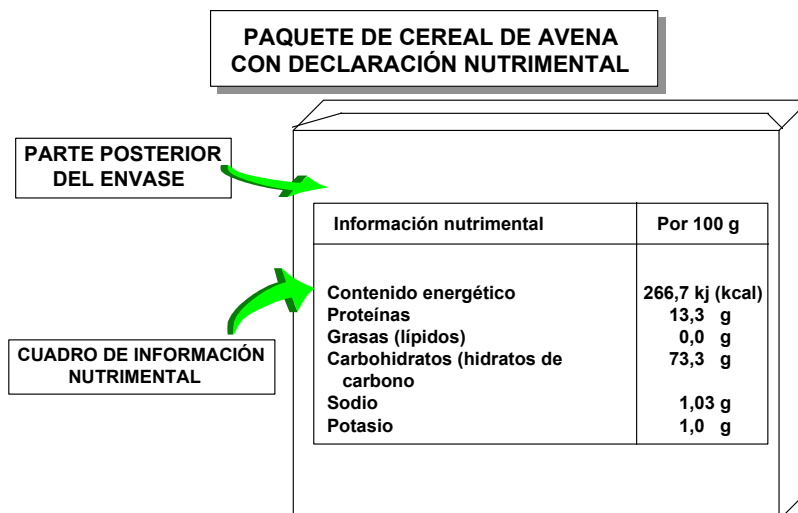 PAQUETE DE CEREAL DE AVENA
CON DECLARACIÓN NUTRIMENTAL
PARTE POSTERIOR
DEL ENVASE
Información nutrimental Por 100 g
Contenido energético 266,7 kj (kcal)
Proteínas 13,3 g
Grasas (lípidos) 0,0 g
Carbohidratos (hidratos de 73,3 g
carbono
Sodio 1,03 g
Potasio 1,0 g
CUADRO DE INFORMACIÓN
NUTRIMENTAL